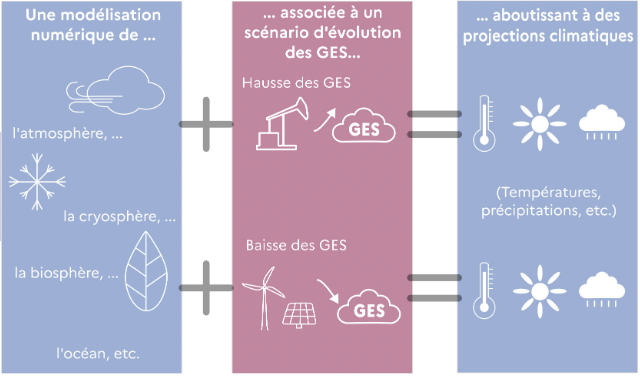 Une modélisation
numérique de ...
l'atmosphère, ...
la cryosphère, ...
la biosphère, ...
l'océan, etc.
... associée à un
scénario d'évolution
des GES...
Hausse des GES
GES
Baisse des GES
GES
... aboutissant à des
projections climatiques
(Températures,
précipitations, etc.)